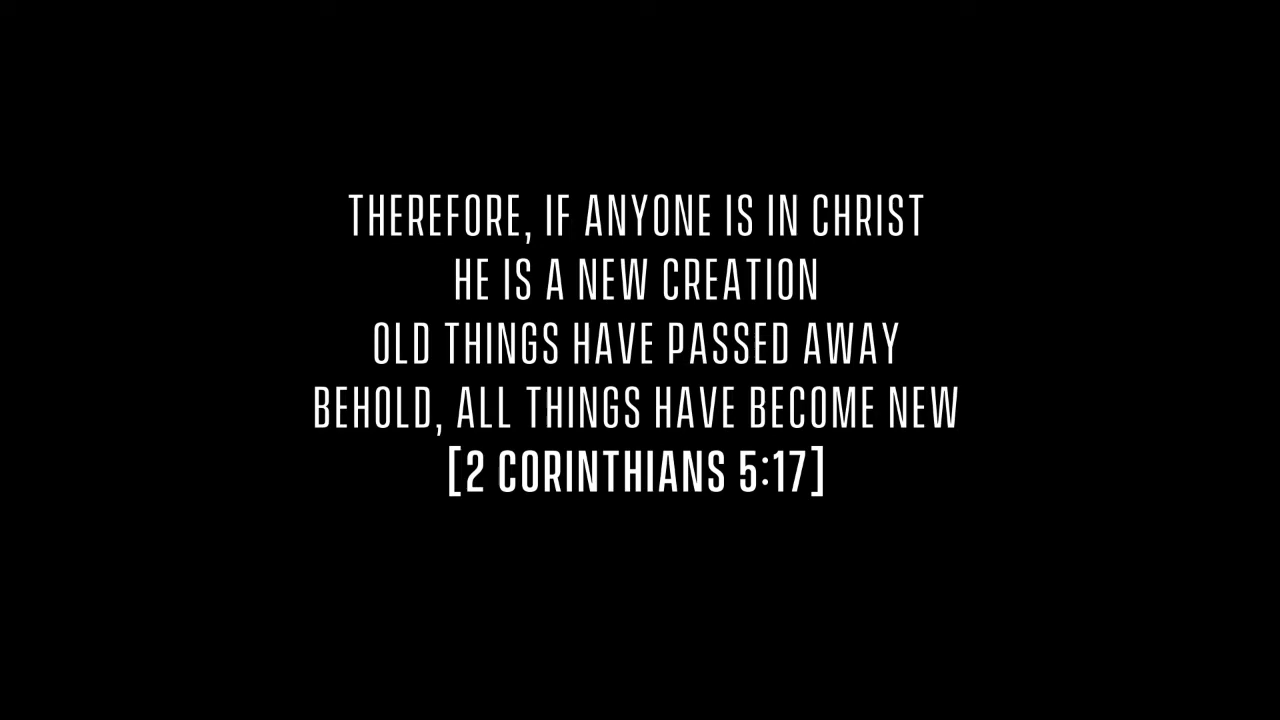 THEREFORE, IF ANYONE IS IN CHRIST
HE IS A NEW CREATION
OLD THINGS HAVE PASSED AWAY
BEHOLD, ALL THINGS HAVE BECOME NEW
[2 CORINTHIANS 5:17]